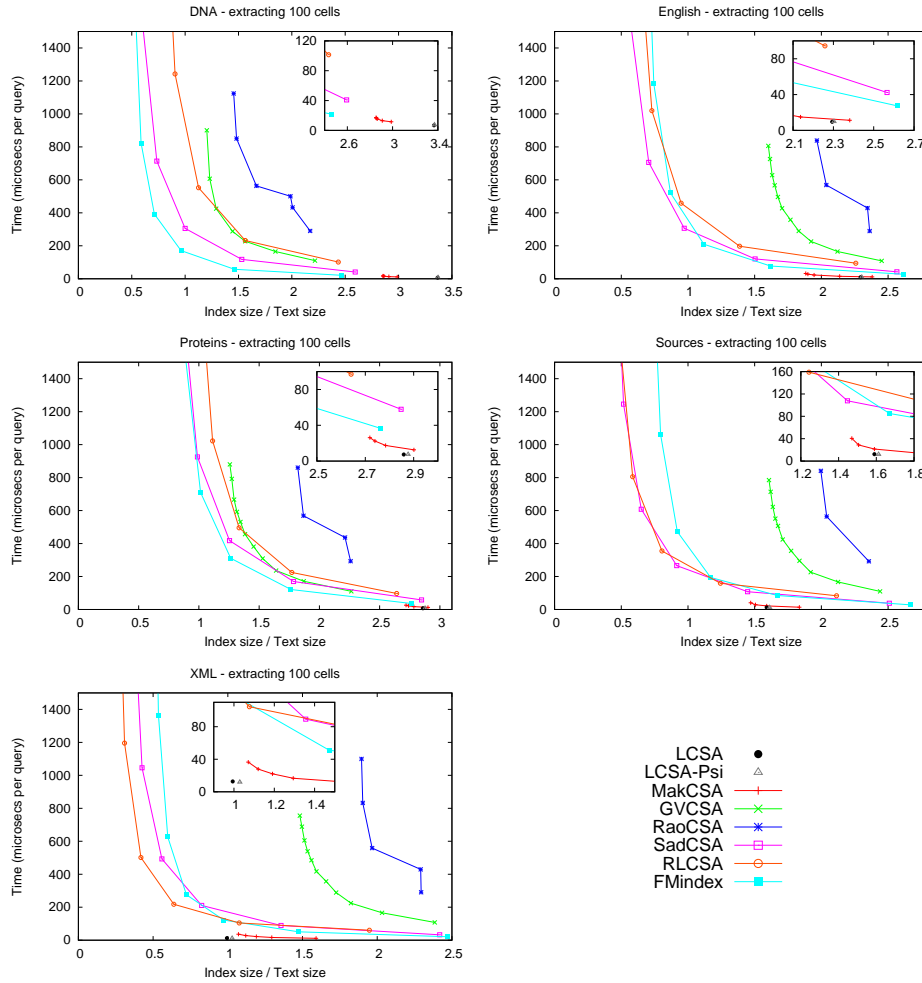 DNA - extracting 100 cells
Time (microsecs per query)
1400
1200
1000
800
600
400
200
0
0 0.5 1 1.5 2 2.5 3 3.5
Index size / Text size
120
80
40
0
2.6 3 3.4
English - extracting 100 cells
Time (microsecs per query)
1400
1200
1000
800
600
400
200
0
0 0.5 1 1.5 2 2.5
Index size / Text size
80
40
0
2.1 2.3 2.5 2.7
Proteins - extracting 100 cells
Time (microsecs per query)
1400
1200
1000
800
600
400
200
0
0 0.5 1 1.5 2 2.5 3
Index size / Text size
80
40
0
2.5 2.7 2.9
Sources - extracting 100 cells
Time (microsecs per query)
1400
1200
1000
800
600
400
200
0
0 0.5 1 1.5 2 2.5
Index size / Text size
160
120
80
40
0
1.2 1.4 1.6 1.8
XML - extracting 100 cells
Time (microsecs per query)
1400
1200
1000
800
600
400
200
0
0 0.5 1 1.5 2 2.5
Index size / Text size
80
40
0
1 1.2 1.4
LCSA
LCSA-Psi
MakCSA
GVCSA
RaoCSA
SadCSA
RLCSA
FMindex